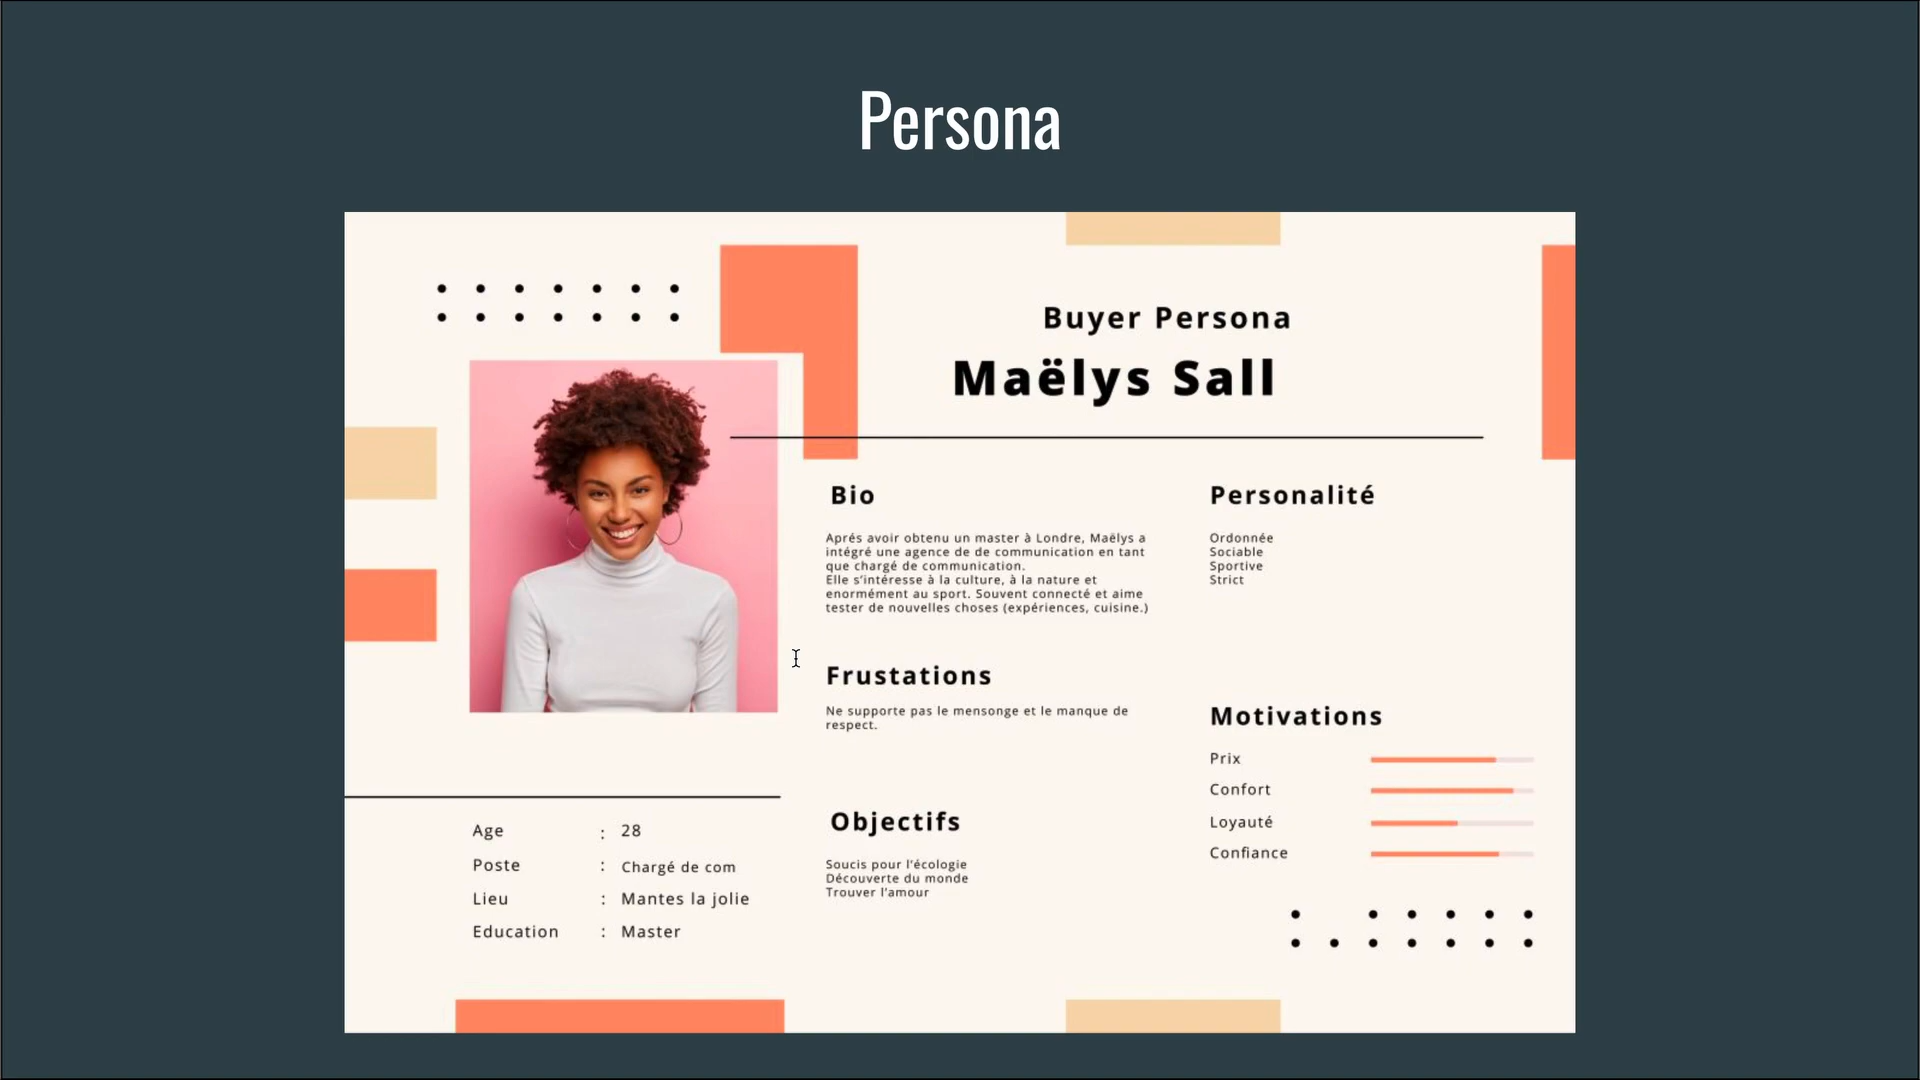 Persona
Buyer Persona
Maëlys Sall
Bio
Aprés avoir obtenu un master à Londre, Maëlys a
intégré une agence de de communication en tant
que chargé de communication.
Elle s'intéresse à la culture, à la nature et
enormément au sport. Souvent connecté et aime
tester de nouvelles choses (expériences, cuisine.)
Personalité
Ordonnée
Sociable
Sportive
Strict
Frustations
Ne supporte pas le mensonge et le manque de
respect.
Motivations
Prix
Confort
Loyauté
Confiance
Objectifs
Soucis pour l'écologie
Découverte du monde
Trouver l'amour
Age : 28
Poste : Chargé de com
Lieu : Mantes la jolie
Education : Master